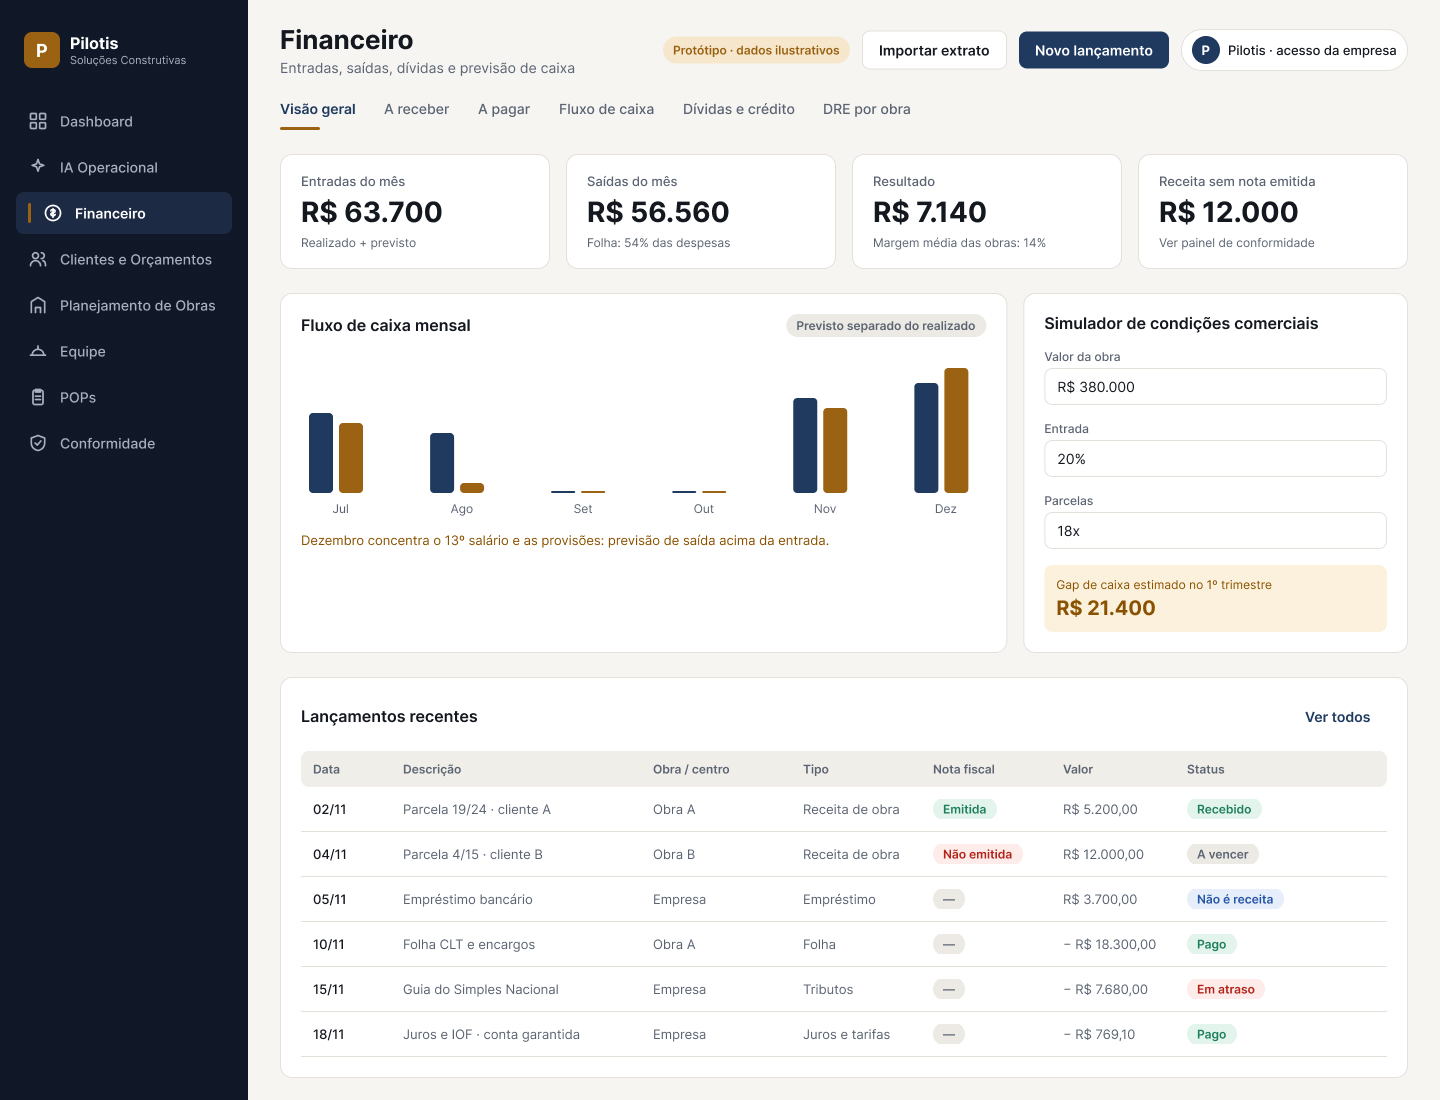 P
Pilotis
Soluções Construtivas
Dashboard
IA Operacional
Financeiro
Clientes e Orçamentos
Planejamento de Obras
Equipe
POPs
Conformidade
Financeiro
Entradas, saídas, dívidas e previsão de caixa
Protótipo · dados ilustrativos
Importar extrato
Novo lançamento
P
Pilotis · acesso da empresa
Visão geral
A receber
A pagar
Fluxo de caixa
Dívidas e crédito
DRE por obra
Entradas do mês
R$ 63.700
Realizado + previsto
Saídas do mês
R$ 56.560
Folha: 54% das despesas
Resultado
R$ 7.140
Margem média das obras: 14%
Receita sem nota emitida
R$ 12.000
Ver painel de conformidade
Fluxo de caixa mensal
Previsto separado do realizado
Jul
Ago
Set
Out
Nov
Dez
Dezembro concentra o 13º salário e as provisões: previsão de saída acima da entrada.
Simulador de condições comerciais
Valor da obra
R$ 380.000
Entrada
20%
Parcelas
18x
Gap de caixa estimado no 1º trimestre
R$ 21.400
Lançamentos recentes
Ver todos
Data Descrição Obra / centro Tipo Nota fiscal Valor Status
02/11 Parcela 19/24 · cliente A Obra A Receita de obra Emitida R$ 5.200,00 Recebido
04/11 Parcela 4/15 · cliente B Obra B Receita de obra Não emitida R$ 12.000,00 A vencer
05/11 Empréstimo bancário Empresa Empréstimo — R$ 3.700,00 Não é receita
10/11 Folha CLT e encargos Obra A Folha — − R$ 18.300,00 Pago
15/11 Guia do Simples Nacional Empresa Tributos — − R$ 7.680,00 Em atraso
18/11 Juros e IOF · conta garantida Empresa Juros e tarifas — − R$ 769,10 Pago